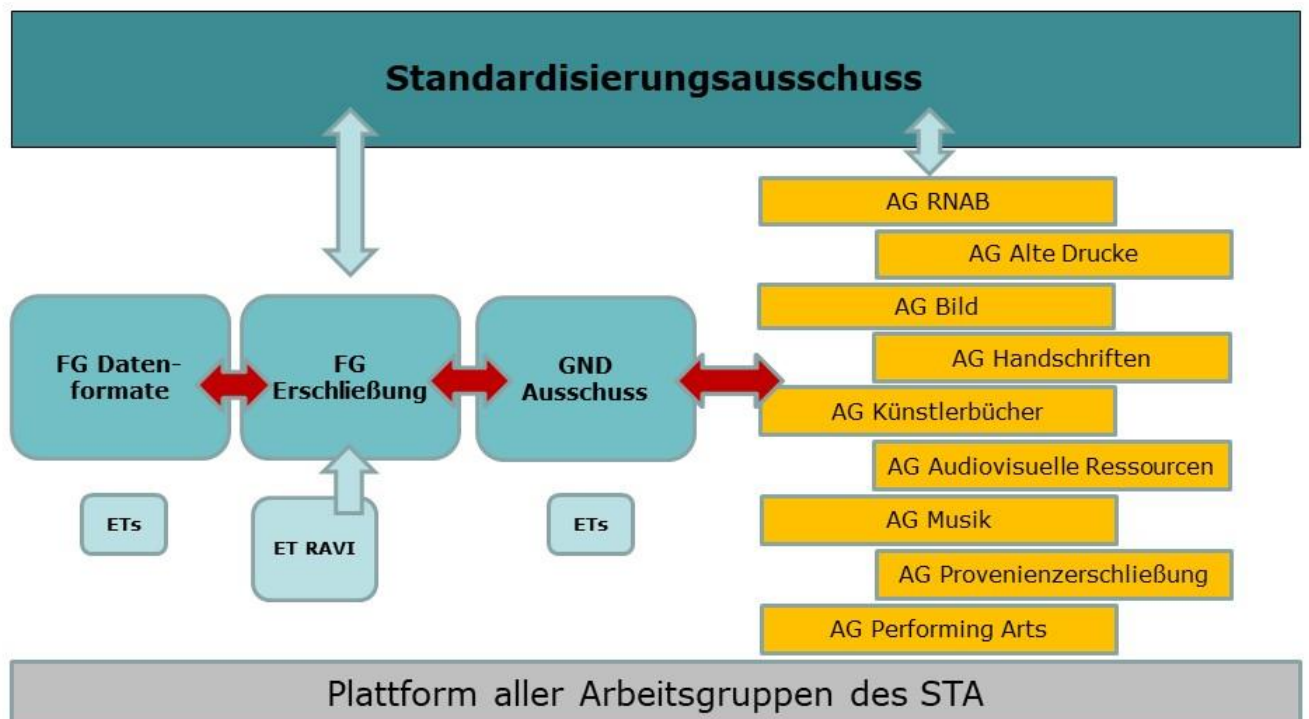 Standardisierungsausschuss
AG RNAB
AG Alte Drucke
AG Bild
AG Handschriften
AG Künstlerbücher
AG Audiovisuelle Ressourcen
AG Musik
AG Provenienzerschließung
AG Performing Arts
FG Daten-
formate
FG
Erschließung
GND
Ausschuss
ETs
ET RAVI
ETs
Plattform aller Arbeitsgruppen des STA